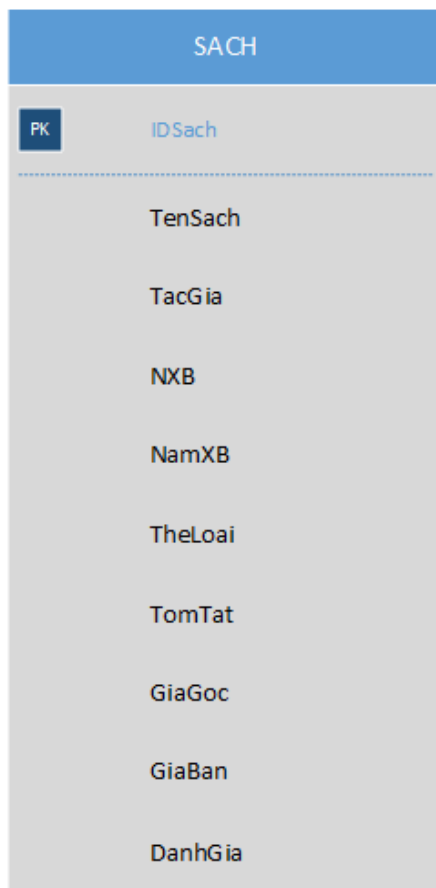 SACH
PK IDSach
TenSach
TacGia
NXB
NamXB
TheLoai
TomTat
GiaGoc
GiaBan
DanhGia